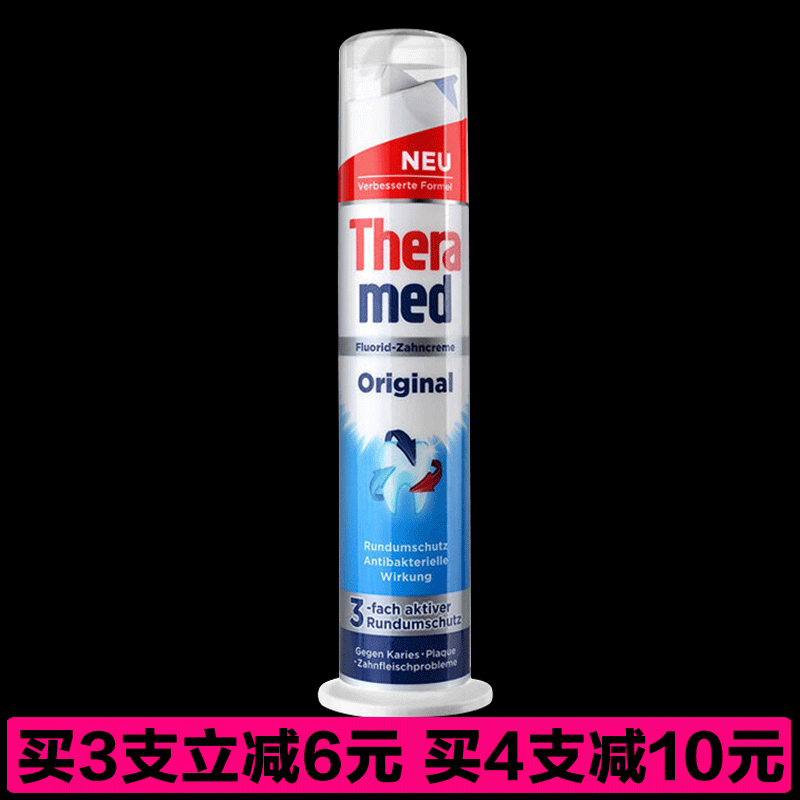 NEU
Verbesserte Formel
Thera
med
Fluorid-Zahncreme
Original
Rundumschutz
Antibakterielle
Wirkung
3-fach aktiver
Rundumschutz
Gegen Karies•Plaque
•Zahnfleischprobleme
买3支立减6元 买4支减10元